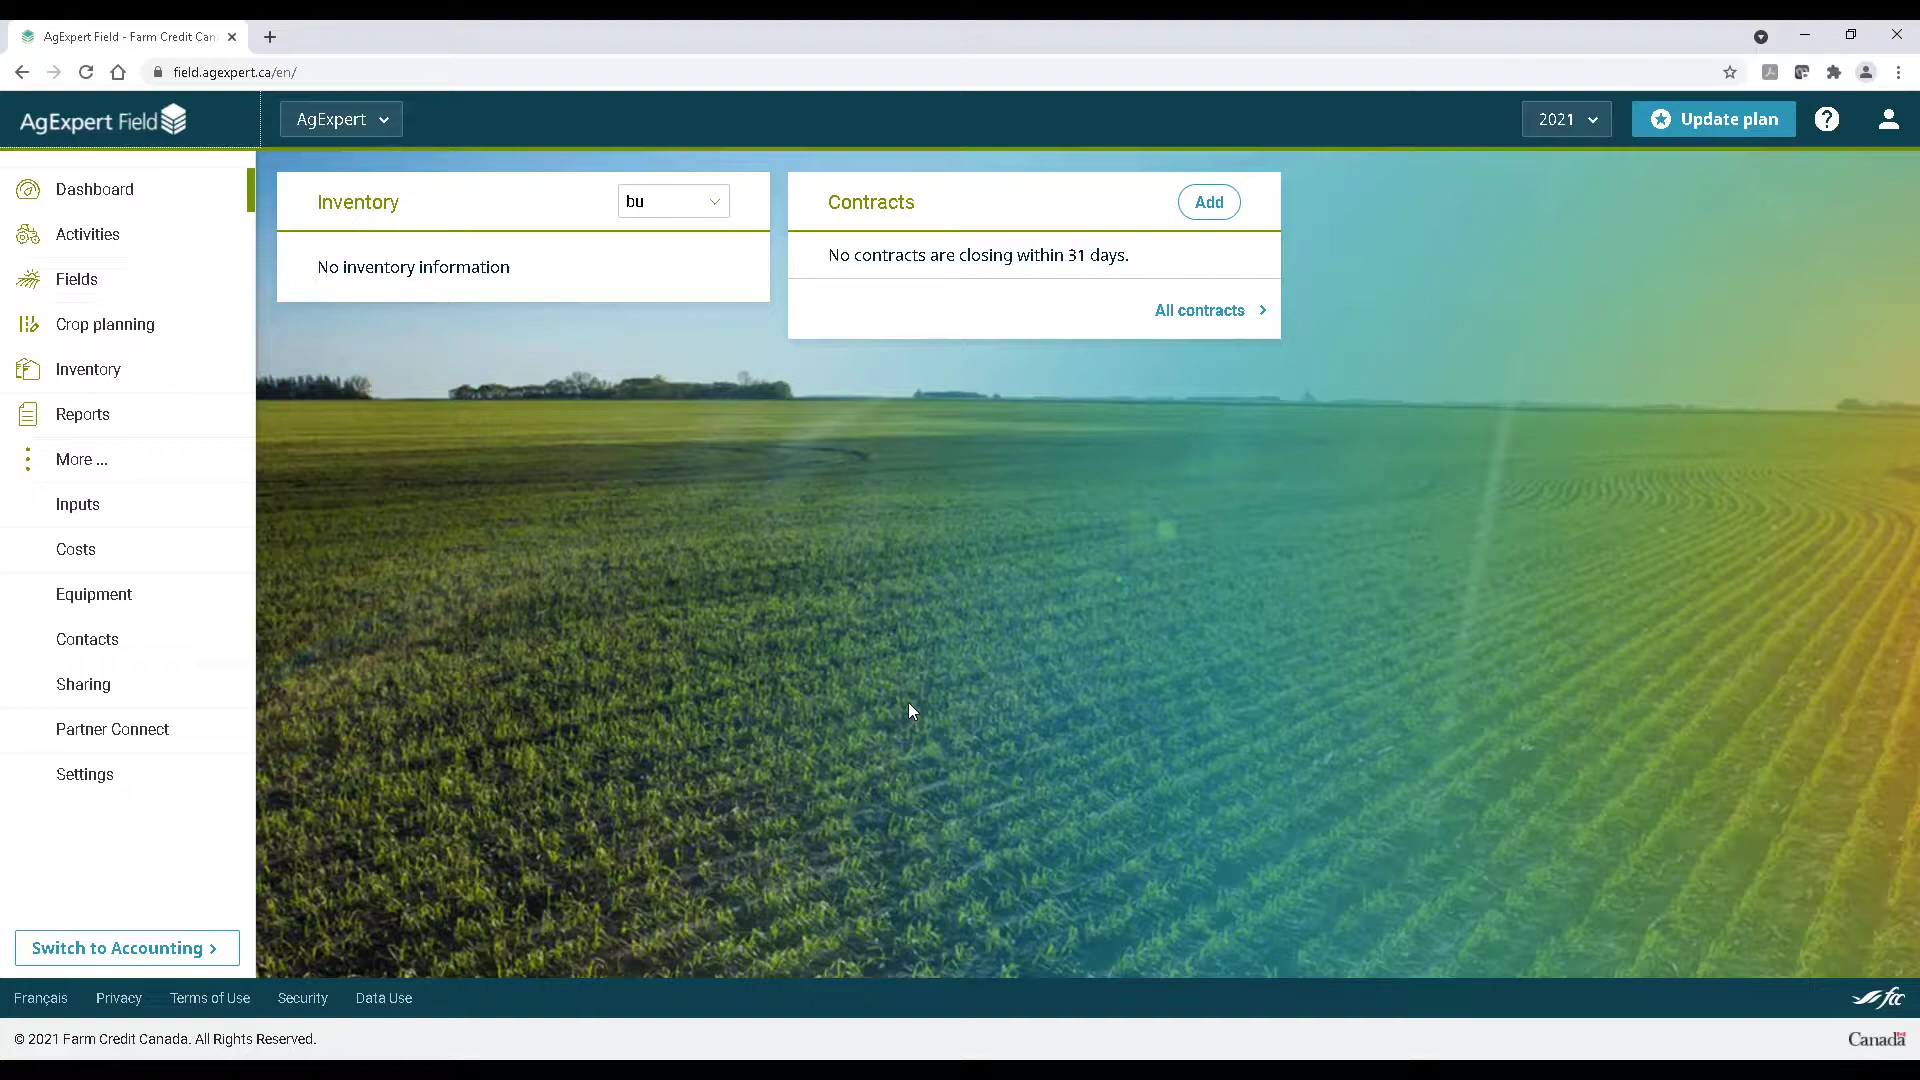 AgExpert Field - Farm Credit Can
field.agexpert.ca/en/
AgExpert Field
AgExpert
2021
Update plan
?
Dashboard
Activities
Fields
Crop planning
Inventory
Reports
More ...
Inputs
Costs
Equipment
Contacts
Sharing
Partner Connect
Settings
Switch to Accounting
Inventory
bu
No inventory information
Contracts
Add
No contracts are closing within 31 days.
All contracts
Français Privacy Terms of Use Security Data Use
fcc
© 2021 Farm Credit Canada. All Rights Reserved.
Canada